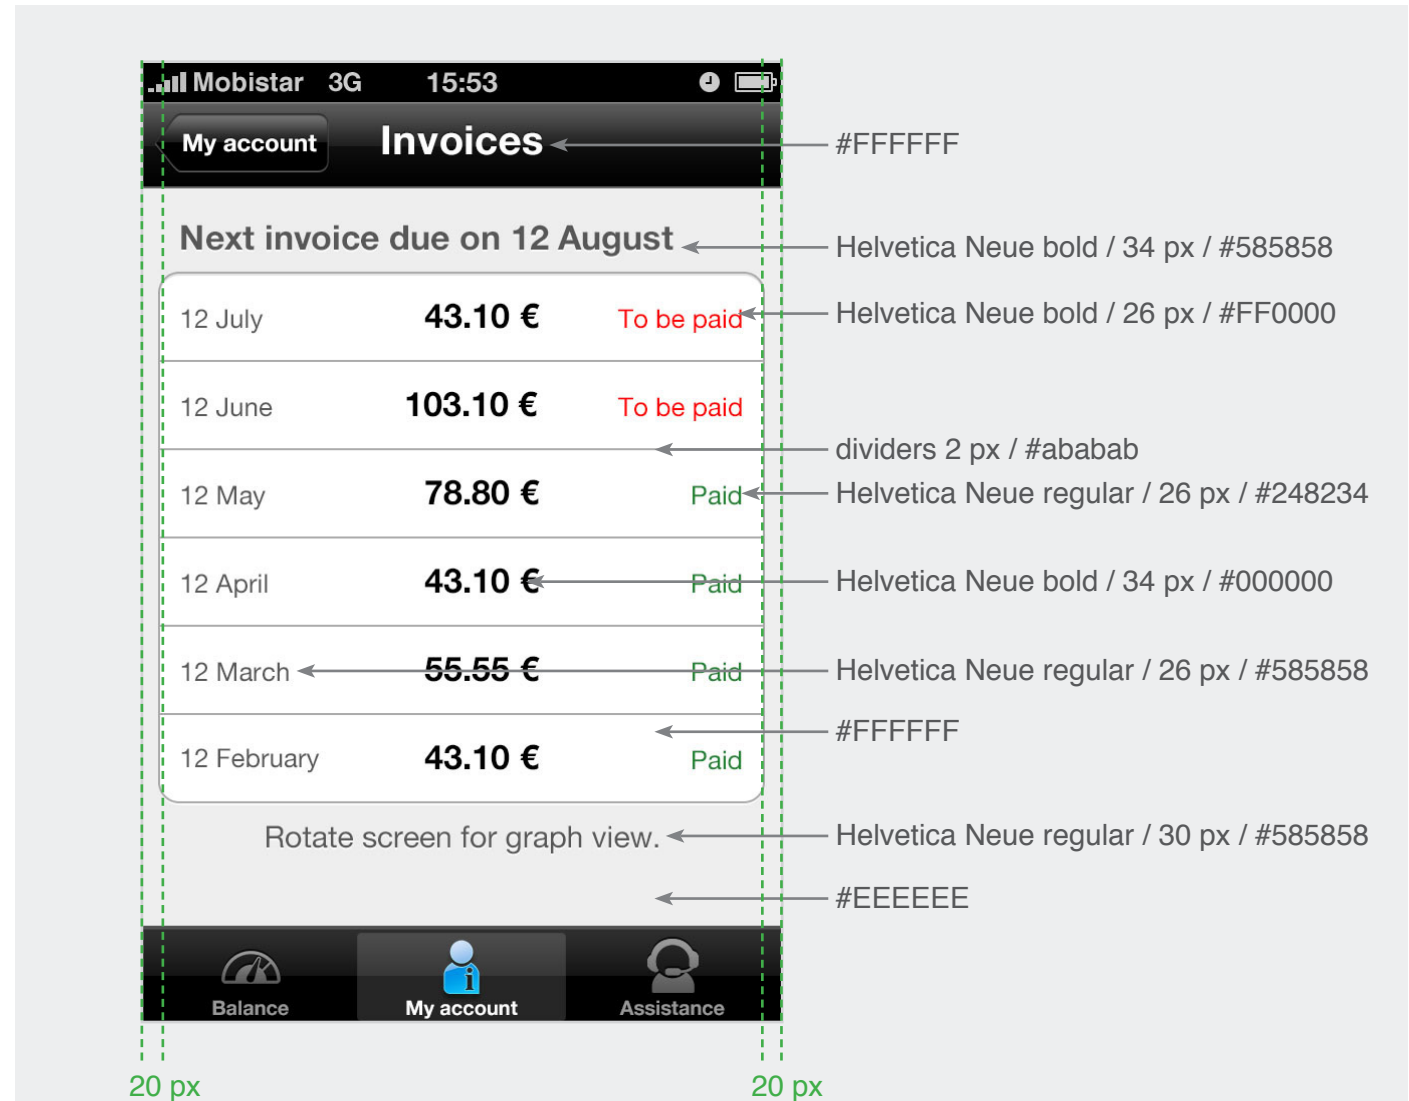 Mobistar 3G 15:53
My account Invoices #FFFFFF
Next invoice due on 12 August Helvetica Neue bold / 34 px / #585858
12 July 43.10 € To be paid Helvetica Neue bold / 26 px / #FF0000
12 June 103.10 € To be paid
dividers 2 px / #ababab
12 May 78.80 € Paid Helvetica Neue regular / 26 px / #248234
12 April 43.10 € Paid Helvetica Neue bold / 34 px / #000000
12 March 55.55 € Paid Helvetica Neue regular / 26 px / #585858
#FFFFFF
12 February 43.10 € Paid
Rotate screen for graph view. Helvetica Neue regular / 30 px / #585858
#EEEEEE
i
Balance My account Assistance
20 px 20 px